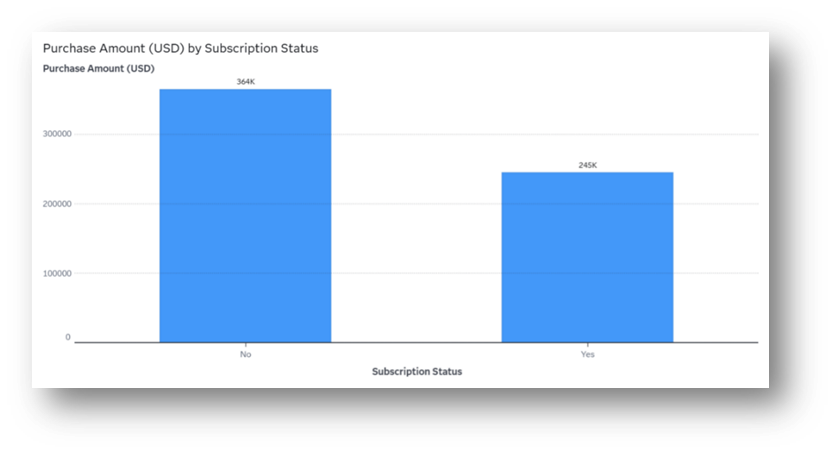 Purchase Amount (USD) by Subscription Status
Purchase Amount (USD)
364K
300000
245K
200000
100000
0
No
Yes
Subscription Status